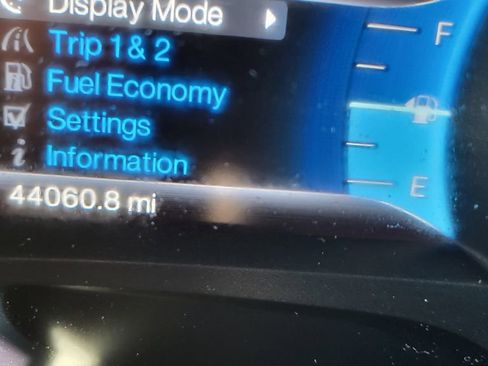 Display Mode
Trip 1 & 2
Fuel Economy
Settings
Information
44060.8 mi
F
E